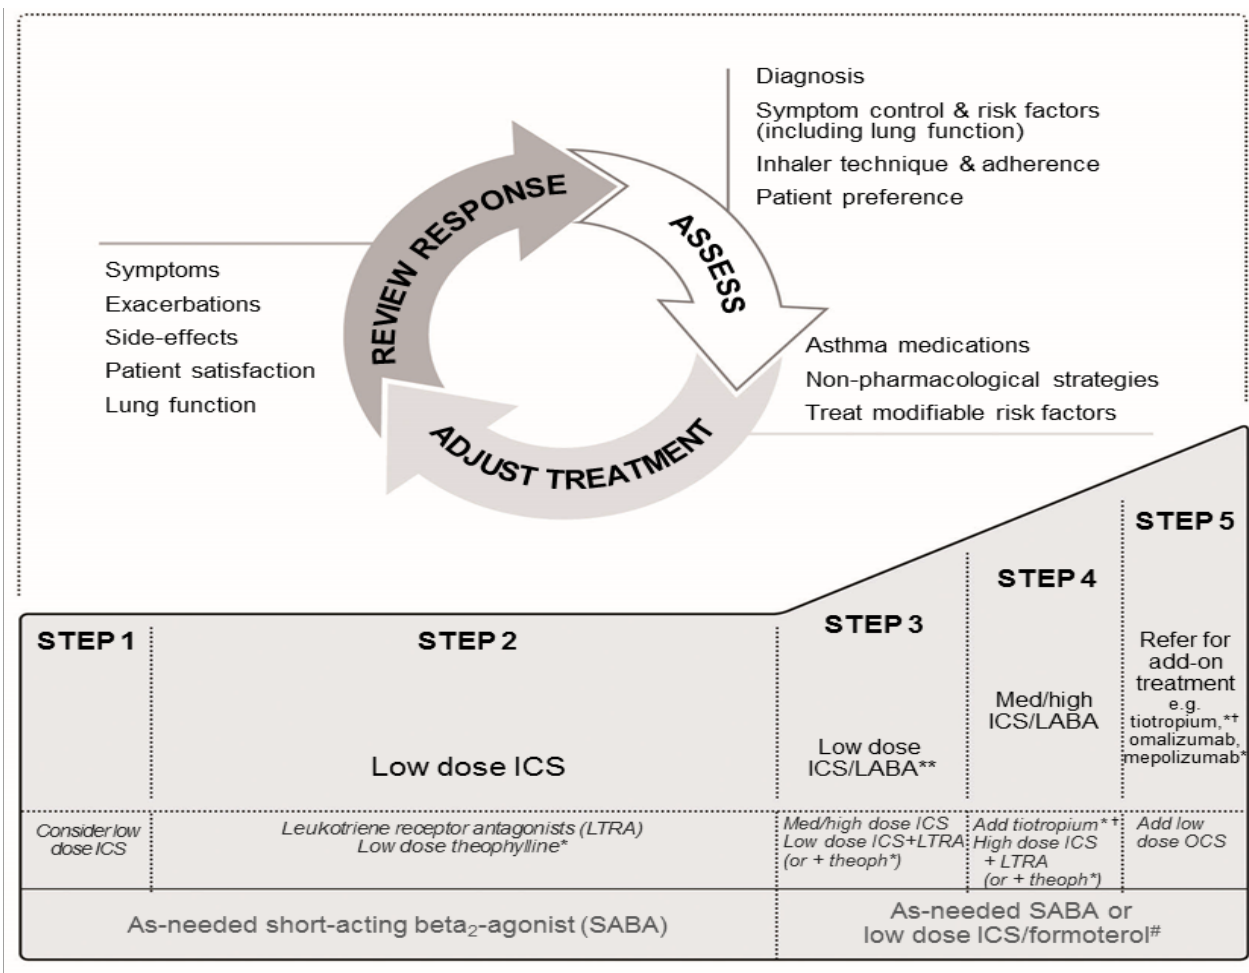 Diagnosis
Symptom control & risk factors
(including lung function)
Inhaler technique & adherence
Patient preference
REVIEW RESPONSE
ASSESS
ADJUST TREATMENT
Symptoms
Exacerbations
Side-effects
Patient satisfaction
Lung function
Asthma medications
Non-pharmacological strategies
Treat modifiable risk factors
STEP 1
STEP 2
Low dose ICS
STEP 3
Low dose
ICS/LABA**
STEP 4
Med/high
ICS/LABA
STEP 5
Refer for
add-on
treatment
e.g.
tiotropium,*†
omalizumab,
mepolizumab*
Consider low
dose ICS
Leukotriene receptor antagonists (LTRA)
Low dose theophylline*
Med/high dose ICS
Low dose ICS+LTRA
(or + theoph*)
Add tiotropium*†
High dose ICS
+ LTRA
(or + theoph*)
Add low
dose OCS
As-needed short-acting beta₂-agonist (SABA)
As-needed SABA or
low dose ICS/formoterol#